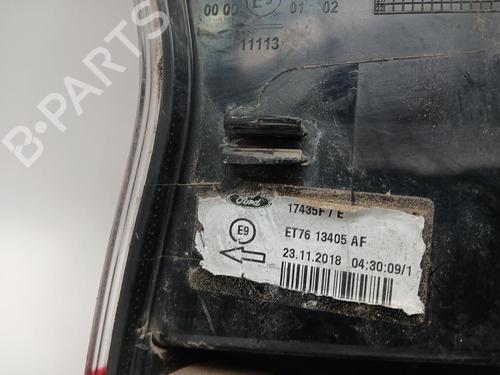 00 00 E9 01 02
11113
B-PARTS
Ford 17435F / E
E9 ET76 13405 AF
23.11.2018 04:30:09/1